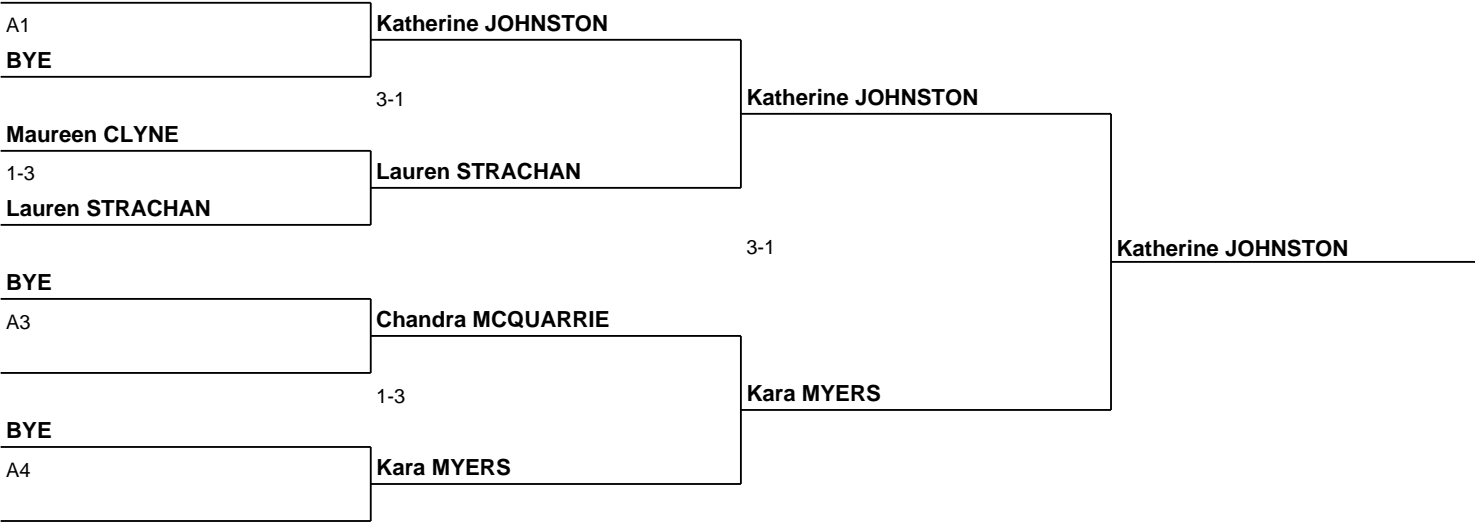 A1
Katherine JOHNSTON
BYE
3-1
Katherine JOHNSTON
Maureen CLYNE
1-3
Lauren STRACHAN
Lauren STRACHAN
3-1
Katherine JOHNSTON
BYE
A3
Chandra MCQUARRIE
1-3
Kara MYERS
BYE
A4
Kara MYERS